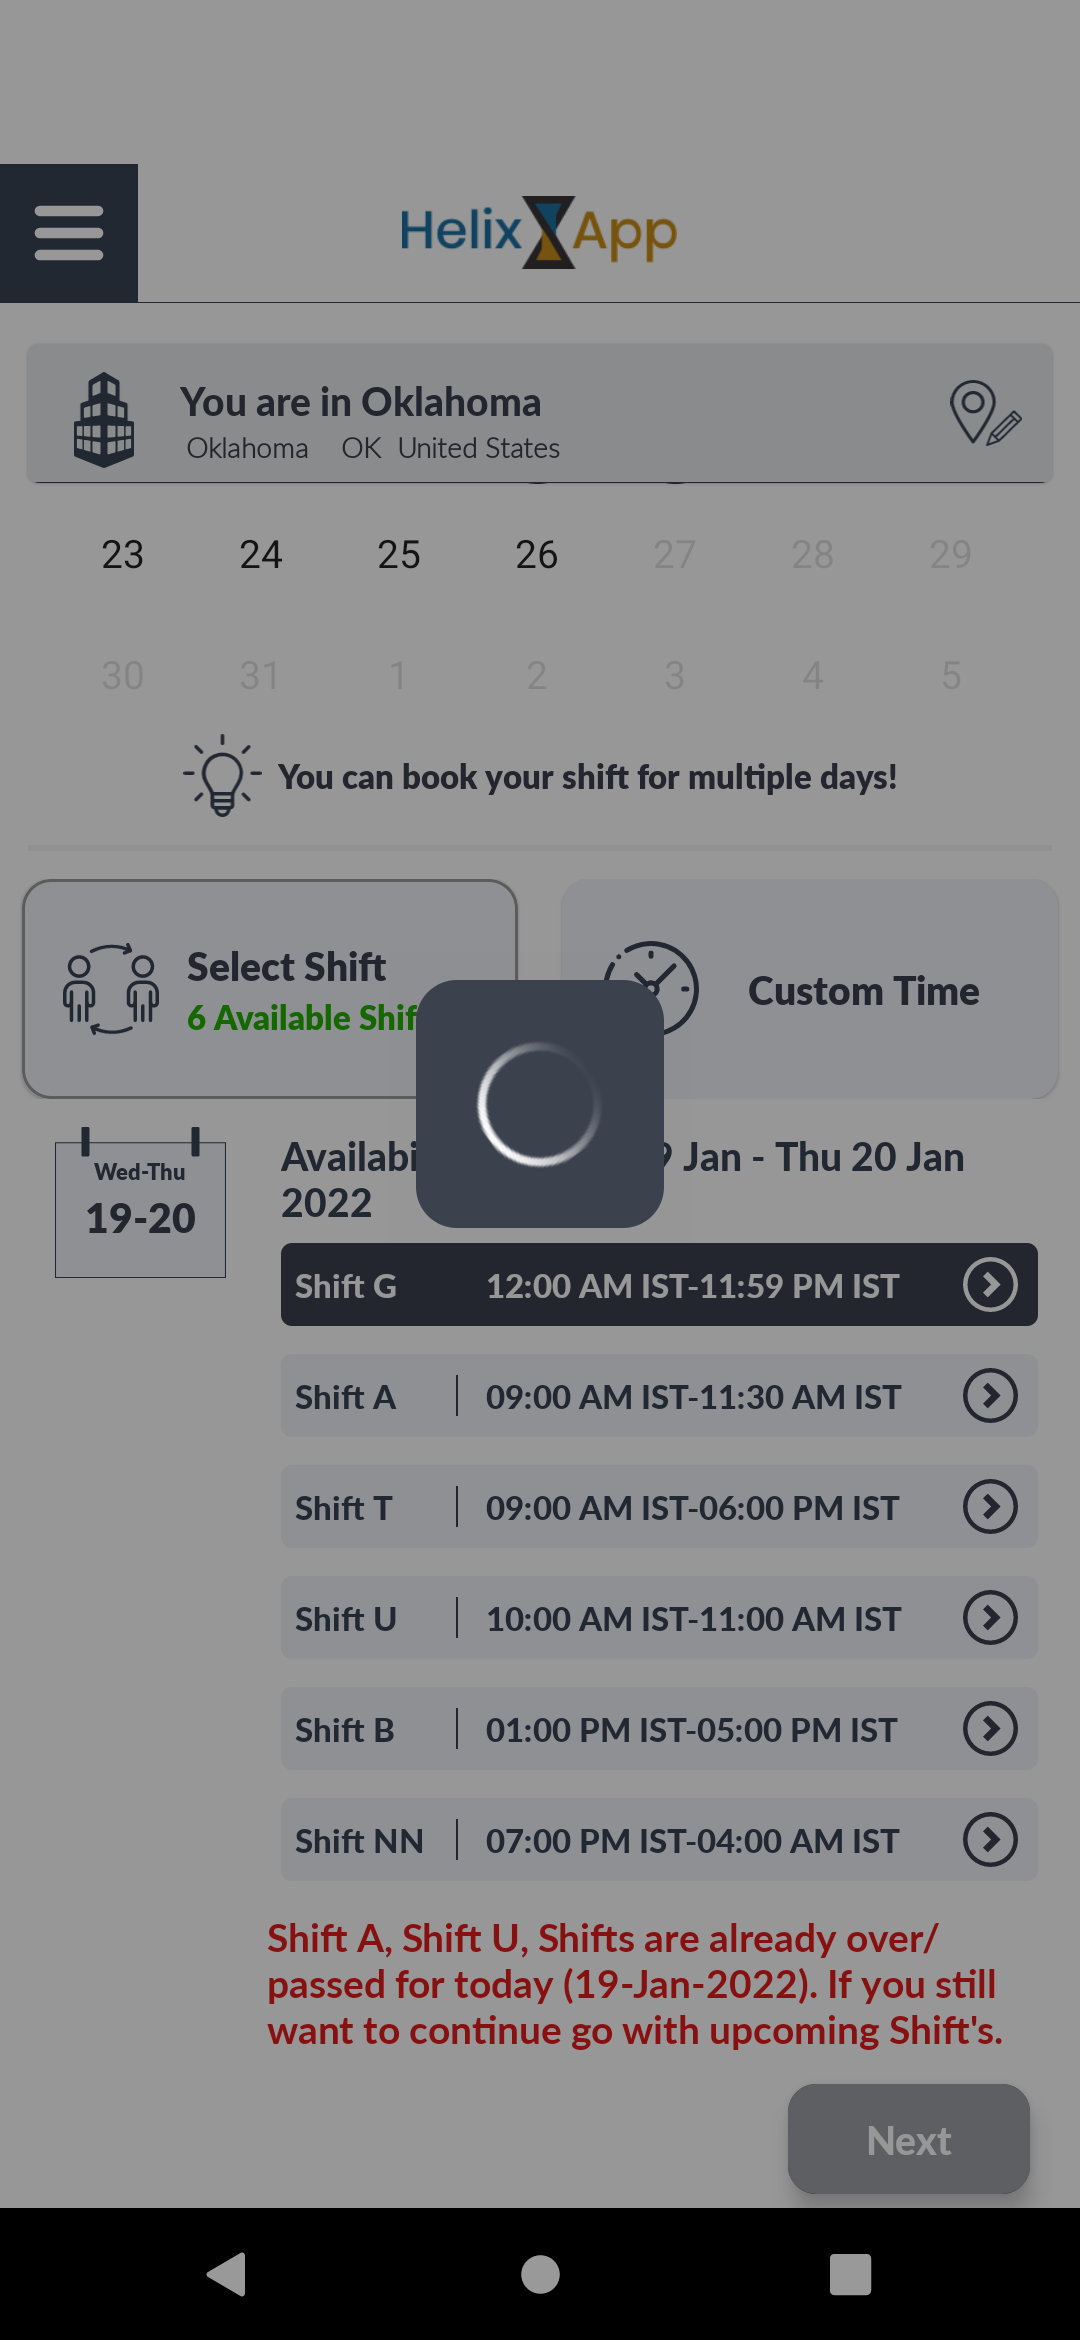 Helix App
You are in Oklahoma
Oklahoma OK United States
23 24 25 26 27 28 29
30 31 1 2 3 4 5
You can book your shift for multiple days!
Select Shift
6 Available
Custom Time
Wed-Thu
19-20
Jan - Thu 20 Jan
2022
Shift G 12:00 AM IST-11:59 PM IST
Shift A 09:00 AM IST-11:30 AM IST
Shift T 09:00 AM IST-06:00 PM IST
Shift U 10:00 AM IST-11:00 AM IST
Shift B 01:00 PM IST-05:00 PM IST
Shift NN 07:00 PM IST-04:00 AM IST
Shift A, Shift U, Shifts are already over/
passed for today (19-Jan-2022). If you still
want to continue go with upcoming Shift's.
Next